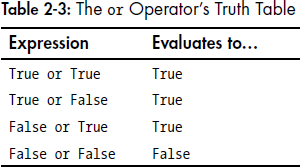 Table 2-3: The or Operator's Truth Table
Expression Evaluates to…
True or True True
True or False True
False or True True
False or False False